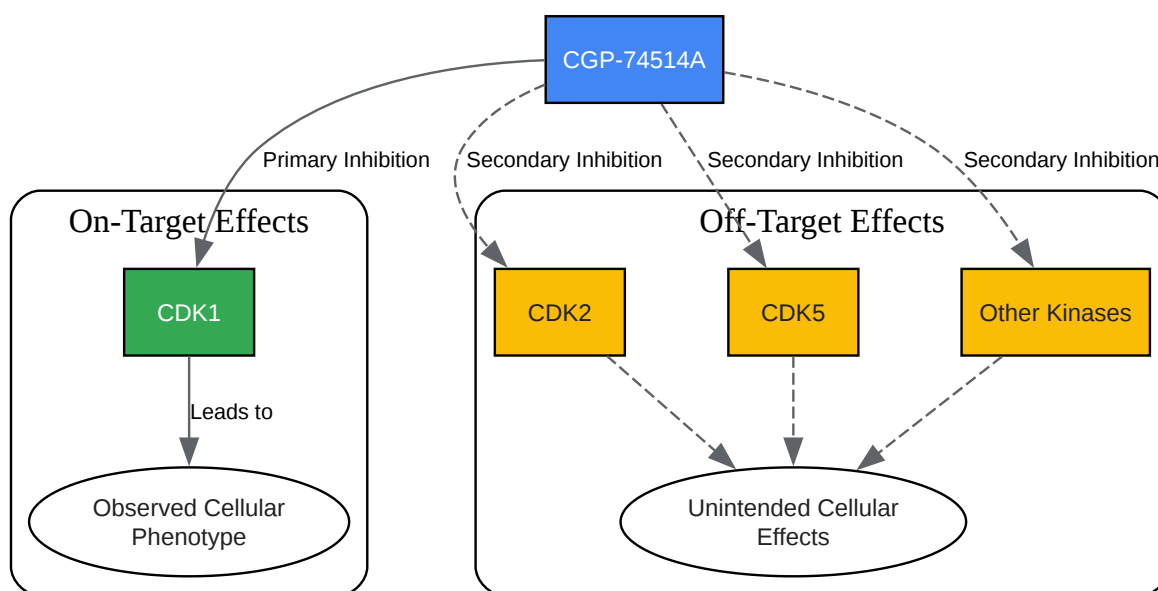 CGP-74514A
Primary Inhibition
Secondary Inhibition
Secondary Inhibition
Secondary Inhibition
On-Target Effects
Off-Target Effects
CDK1
CDK2
CDK5
Other Kinases
Leads to
Observed Cellular
Phenotype
Unintended Cellular
Effects